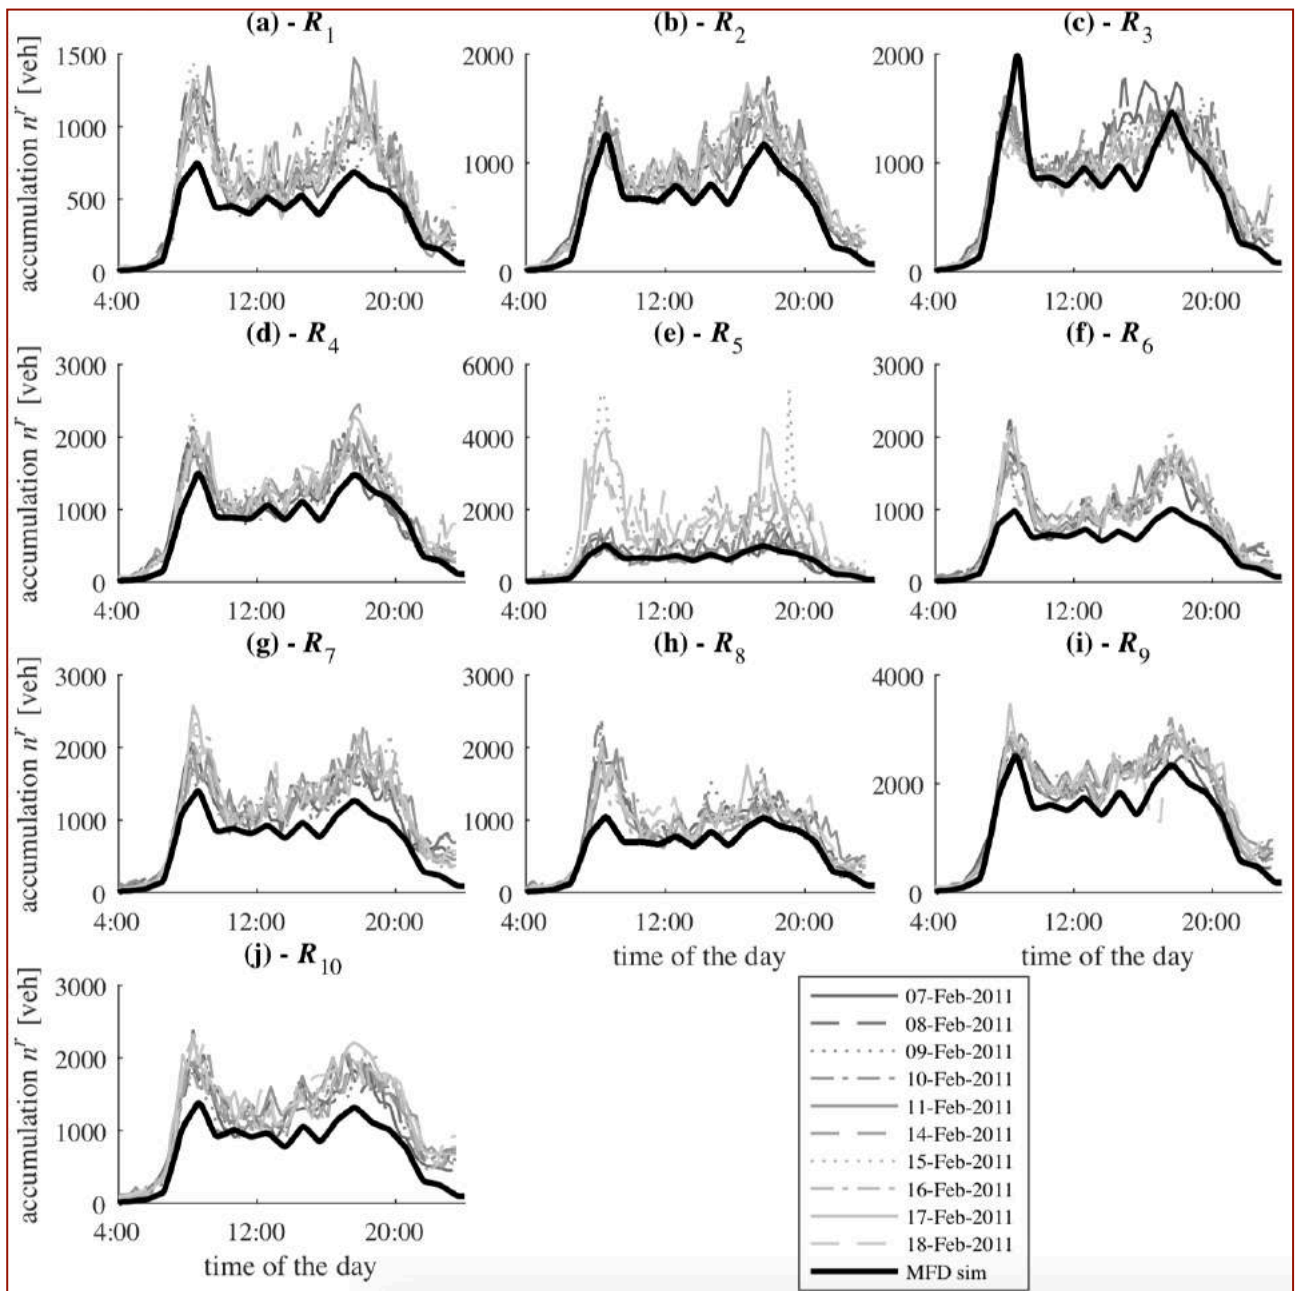 (a) - R1
(b) - R2
(c) - R3
accumulation n^r [veh]
1500
1000
500
0
4:00 12:00 20:00
2000
1000
0
4:00 12:00 20:00
2000
1000
0
4:00 12:00 20:00
(d) - R4
(e) - R5
(f) - R6
accumulation n^r [veh]
3000
2000
1000
0
4:00 12:00 20:00
6000
4000
2000
0
4:00 12:00 20:00
3000
2000
1000
0
4:00 12:00 20:00
(g) - R7
(h) - R8
(i) - R9
accumulation n^r [veh]
3000
2000
1000
0
4:00 12:00 20:00
3000
2000
1000
0
4:00 12:00 20:00
time of the day
4000
2000
0
4:00 12:00 20:00
time of the day
(j) - R10
accumulation n^r [veh]
3000
2000
1000
0
4:00 12:00 20:00
time of the day
07-Feb-2011
08-Feb-2011
09-Feb-2011
10-Feb-2011
11-Feb-2011
14-Feb-2011
15-Feb-2011
16-Feb-2011
17-Feb-2011
18-Feb-2011
MFD sim